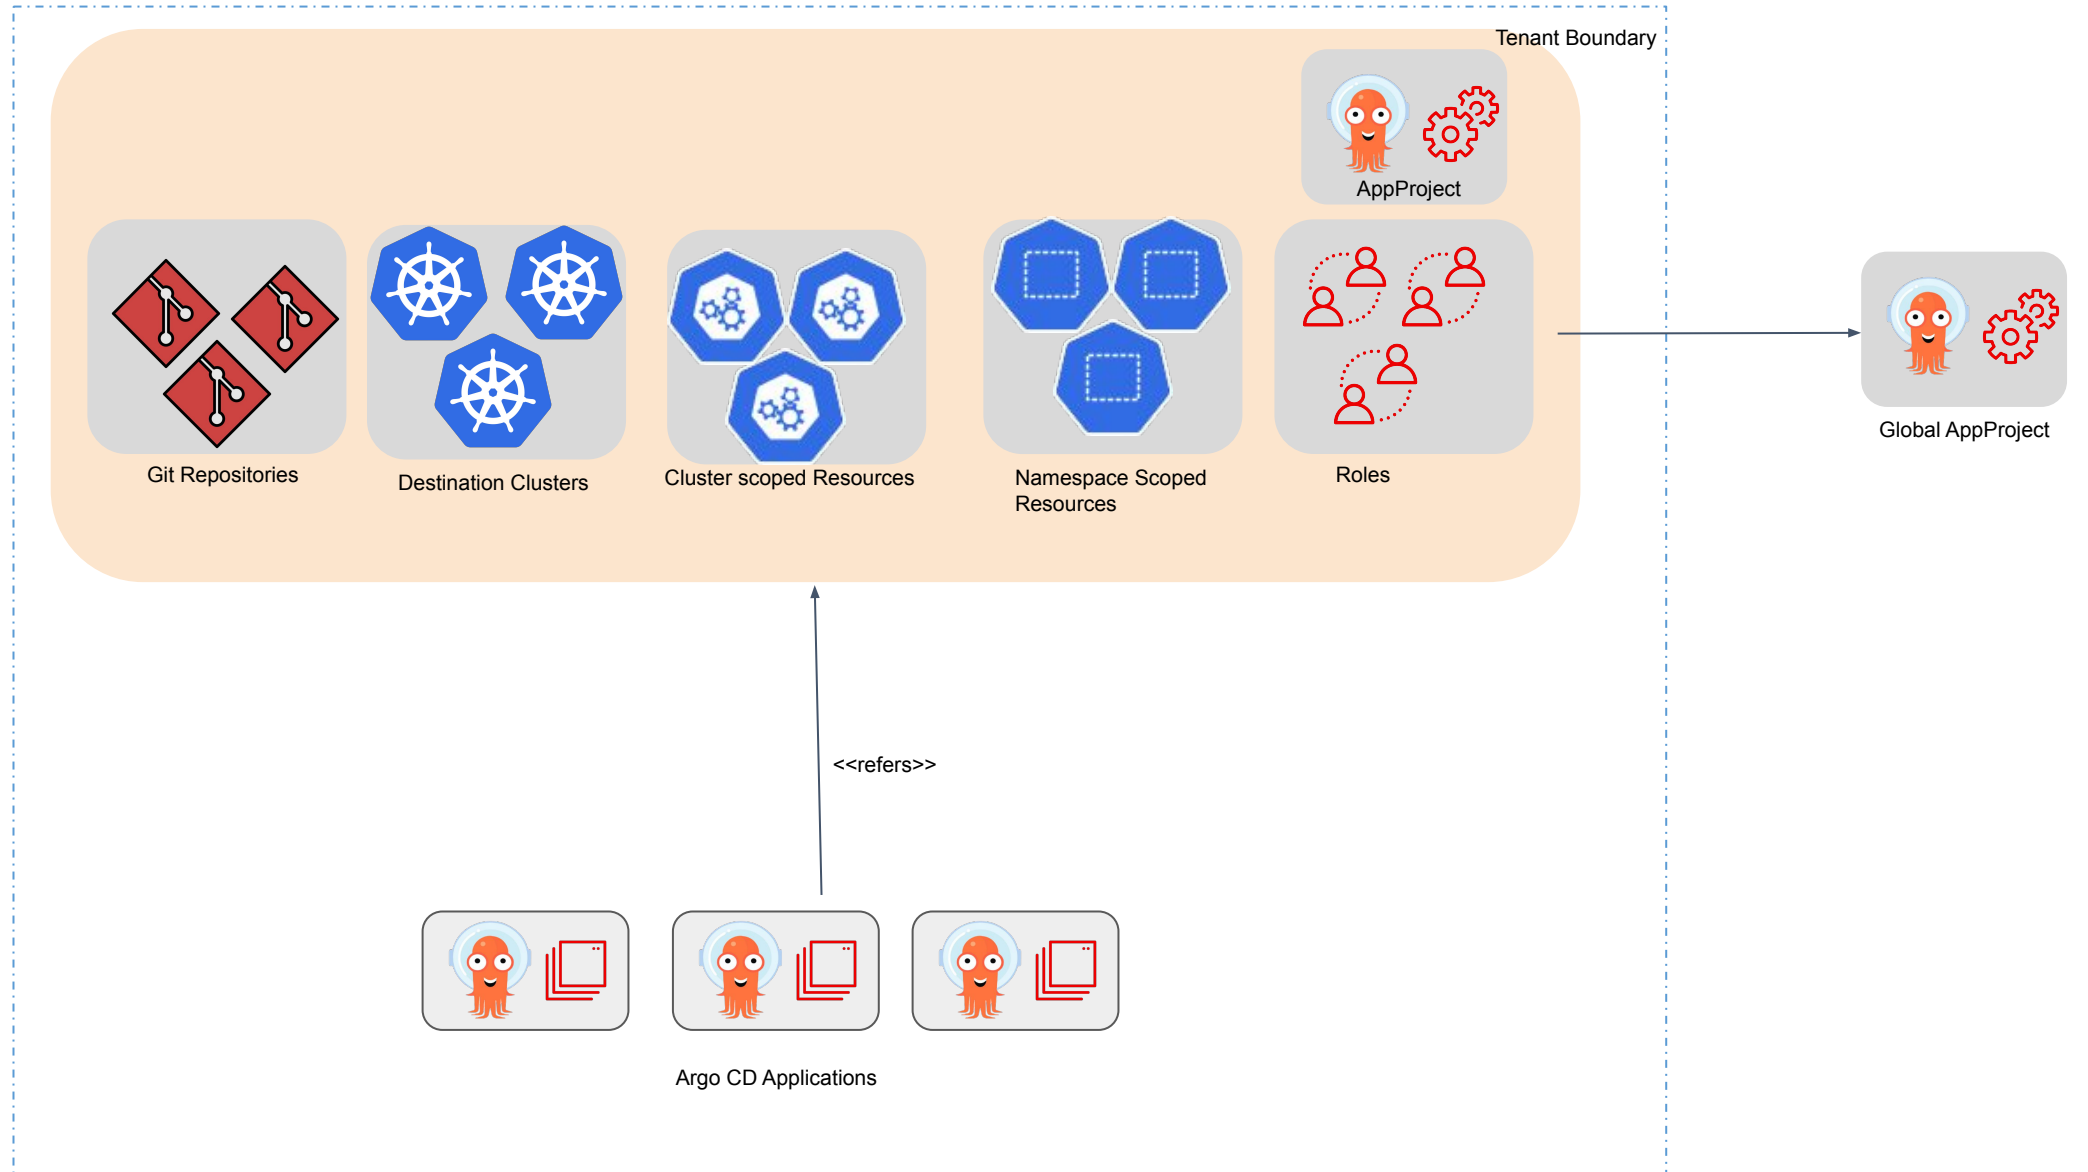 Tenant Boundary
AppProject
Git Repositories
Destination Clusters
Cluster scoped Resources
Namespace Scoped
Resources
Roles
Global AppProject
<<refers>>
Argo CD Applications